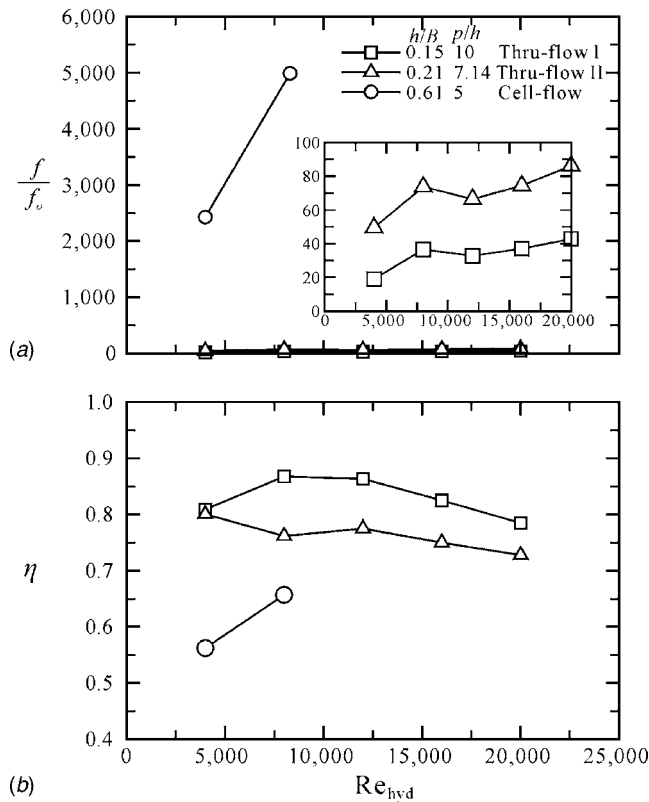 6,000
5,000
4,000
3,000
2,000
1,000
0
f
f₀
h/B p/h
0.15 10 Thru-flow I
0.21 7.14 Thru-flow II
0.61 5 Cell-flow
100
80
60
40
20
0
0 5,000 10,000 15,000 20,000
(a)
1.0
0.9
0.8
0.7
0.6
0.5
0.4
η
0 5,000 10,000 15,000 20,000 25,000
Re_hyd
(b)